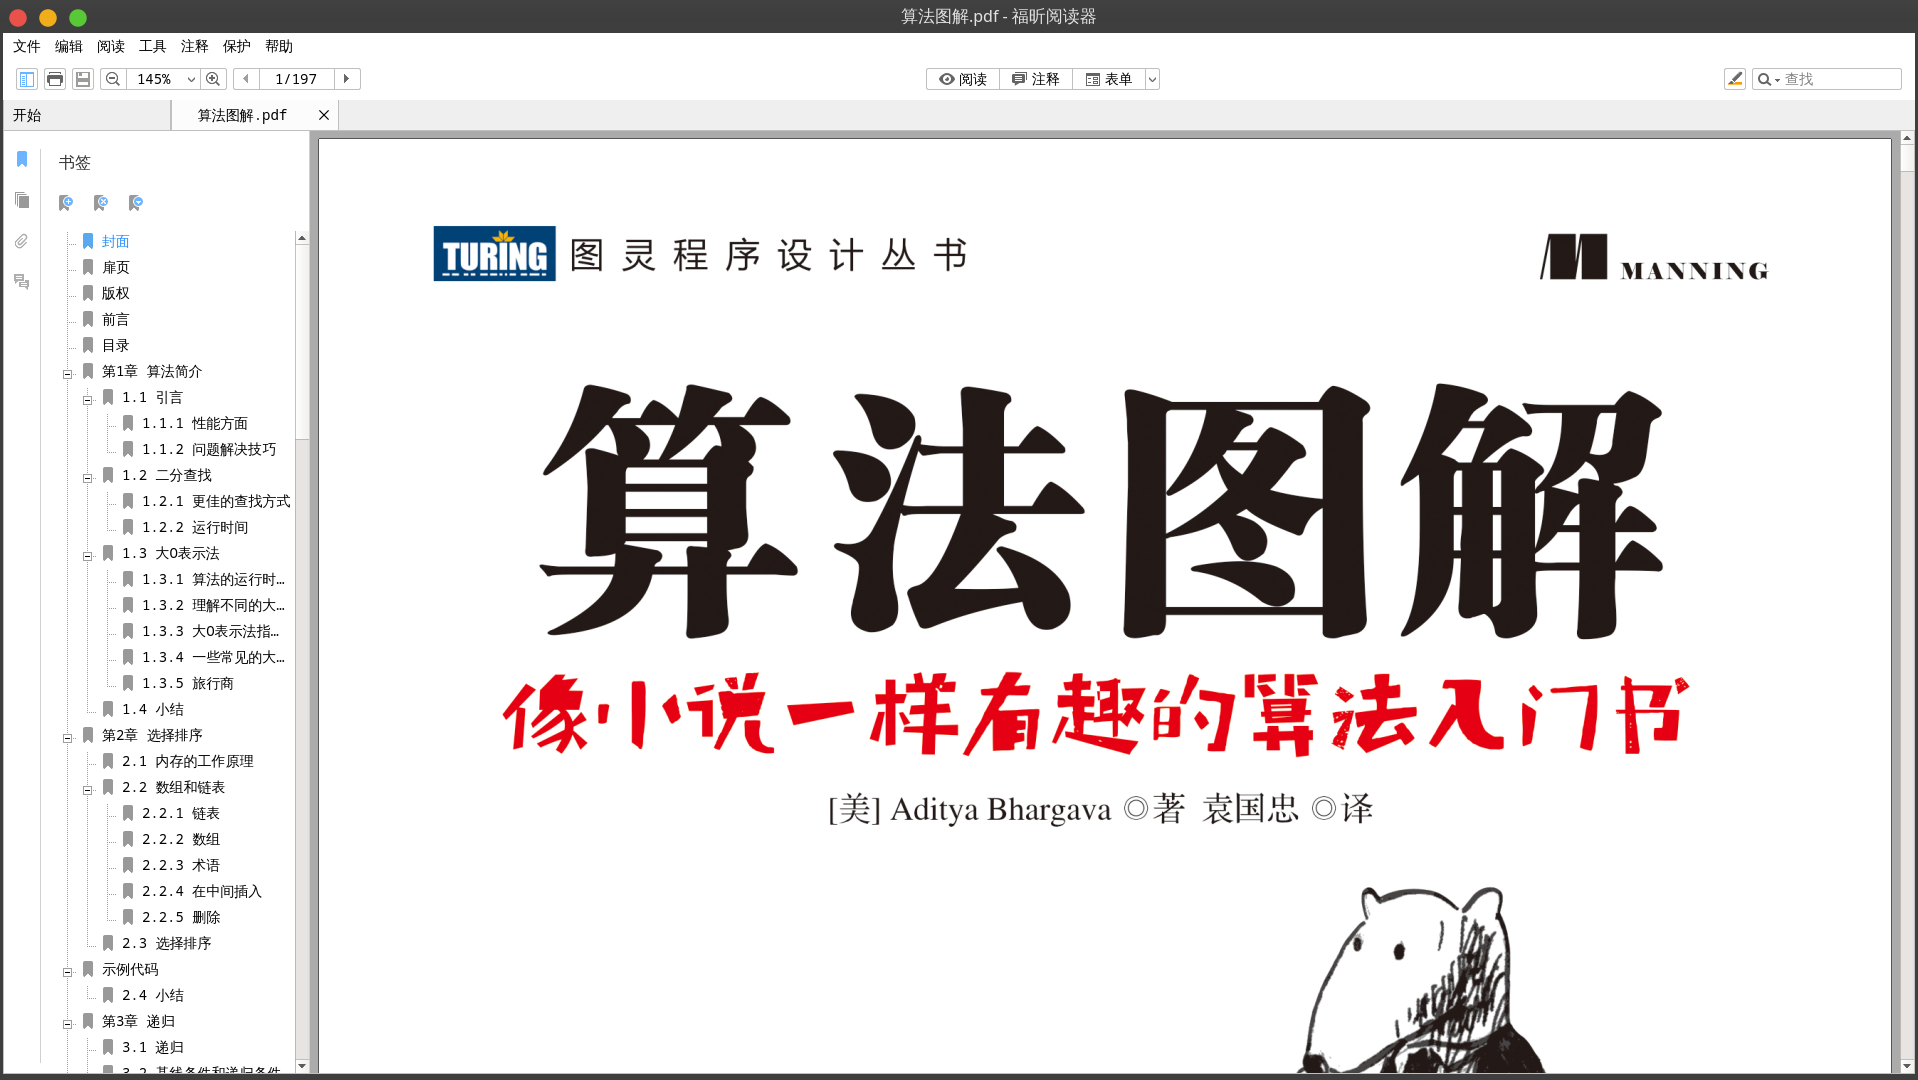 算法图解.pdf - 福昕阅读器
文件 编辑 阅读 工具 注释 保护 帮助
145% 1/197 阅读 注释 表单 查找
开始 算法图解.pdf
书签
封面
扉页
版权
前言
目录
第1章 算法简介
1.1 引言
1.1.1 性能方面
1.1.2 问题解决技巧
1.2 二分查找
1.2.1 更佳的查找方式
1.2.2 运行时间
1.3 大O表示法
1.3.1 算法的运行时…
1.3.2 理解不同的大…
1.3.3 大O表示法指…
1.3.4 一些常见的大…
1.3.5 旅行商
1.4 小结
第2章 选择排序
2.1 内存的工作原理
2.2 数组和链表
2.2.1 链表
2.2.2 数组
2.2.3 术语
2.2.4 在中间插入
2.2.5 删除
2.3 选择排序
示例代码
2.4 小结
第3章 递归
3.1 递归
3.2 基线条件和递归条件
TURING 图灵程序设计丛书
MANNING
算法图解
像小说一样有趣的算法入门书
[美] Aditya Bhargava ◎著 袁国忠 ◎译